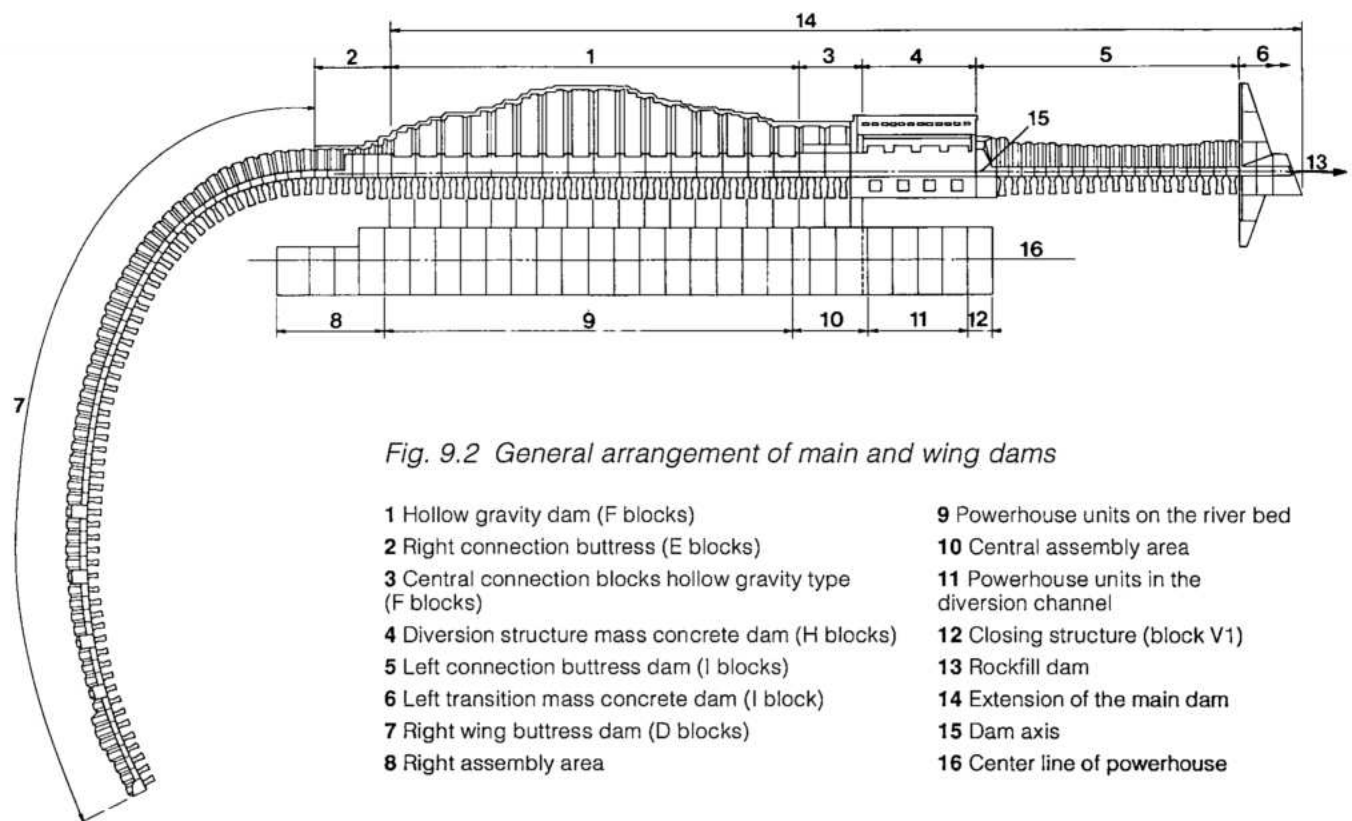 14
2
1
3
4
5
6
15
13
16
8
9
10
11
12
7
Fig. 9.2 General arrangement of main and wing dams
1 Hollow gravity dam (F blocks)
2 Right connection buttress (E blocks)
3 Central connection blocks hollow gravity type
(F blocks)
4 Diversion structure mass concrete dam (H blocks)
5 Left connection buttress dam (I blocks)
6 Left transition mass concrete dam (I block)
7 Right wing buttress dam (D blocks)
8 Right assembly area
9 Powerhouse units on the river bed
10 Central assembly area
11 Powerhouse units in the
diversion channel
12 Closing structure (block V1)
13 Rockfill dam
14 Extension of the main dam
15 Dam axis
16 Center line of powerhouse